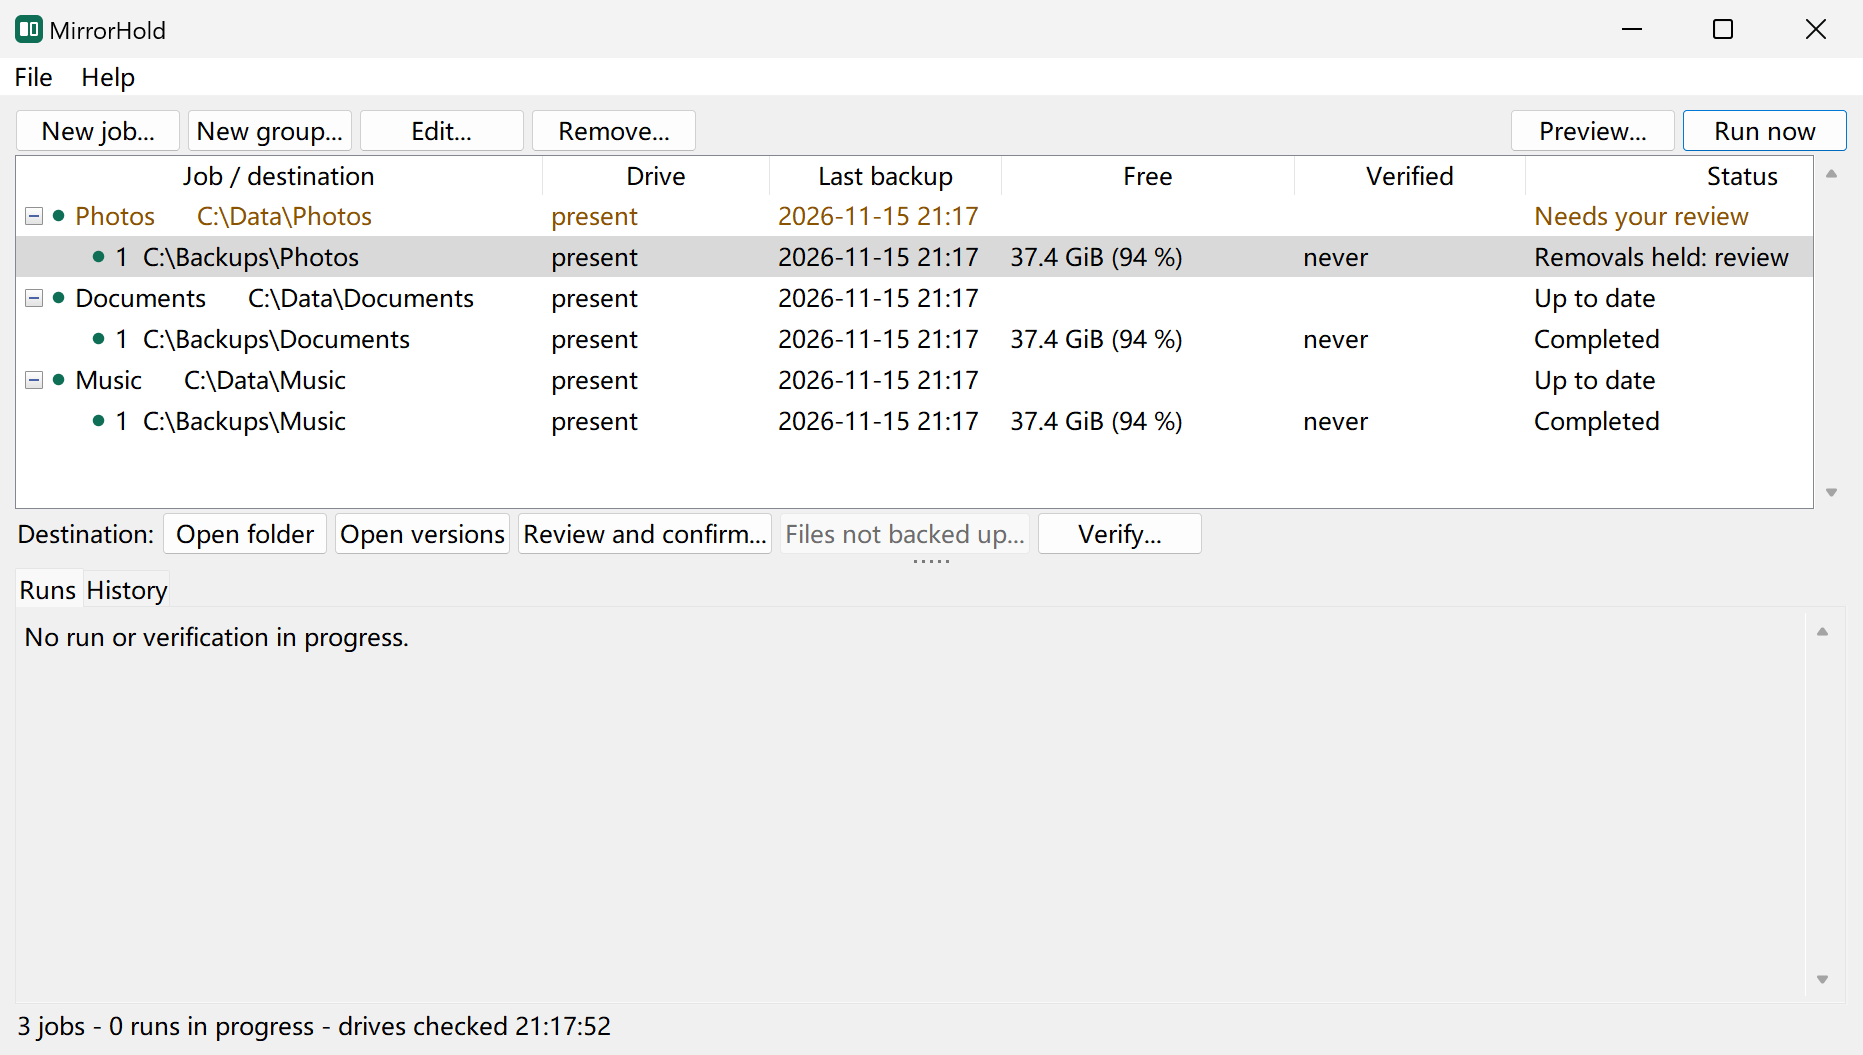 MirrorHold
File Help
New job... New group... Edit... Remove... Preview... Run now
Job / destination Drive Last backup Free Verified Status
Photos C:\Data\Photos present 2026-11-15 21:17 Needs your review
1 C:\Backups\Photos present 2026-11-15 21:17 37.4 GiB (94 %) never Removals held: review
Documents C:\Data\Documents present 2026-11-15 21:17 Up to date
1 C:\Backups\Documents present 2026-11-15 21:17 37.4 GiB (94 %) never Completed
Music C:\Data\Music present 2026-11-15 21:17 Up to date
1 C:\Backups\Music present 2026-11-15 21:17 37.4 GiB (94 %) never Completed
Destination: Open folder Open versions Review and confirm... Files not backed up... Verify...
Runs History
No run or verification in progress.
3 jobs - 0 runs in progress - drives checked 21:17:52